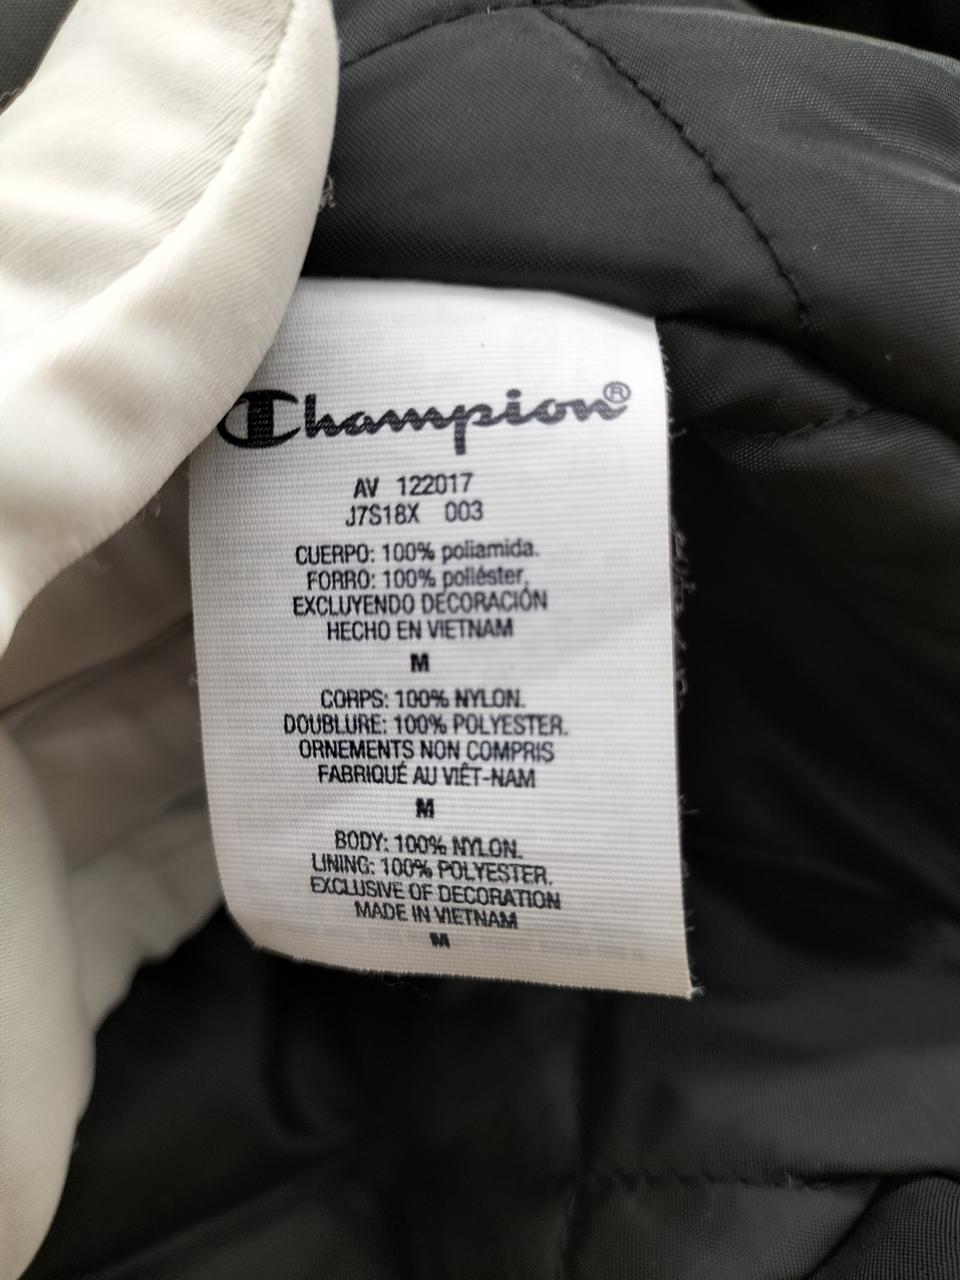 Champion®
AV 122017
J7S18X 003
CUERPO: 100% poliamida.
FORRO: 100% poliéster.
EXCLUYENDO DECORACIÓN
HECHO EN VIETNAM
M
CORPS: 100% NYLON.
DOUBLURE: 100% POLYESTER.
ORNEMENTS NON COMPRIS
FABRIQUÉ AU VIÊT-NAM
M
BODY: 100% NYLON.
LINING: 100% POLYESTER.
EXCLUSIVE OF DECORATION
MADE IN VIETNAM
M